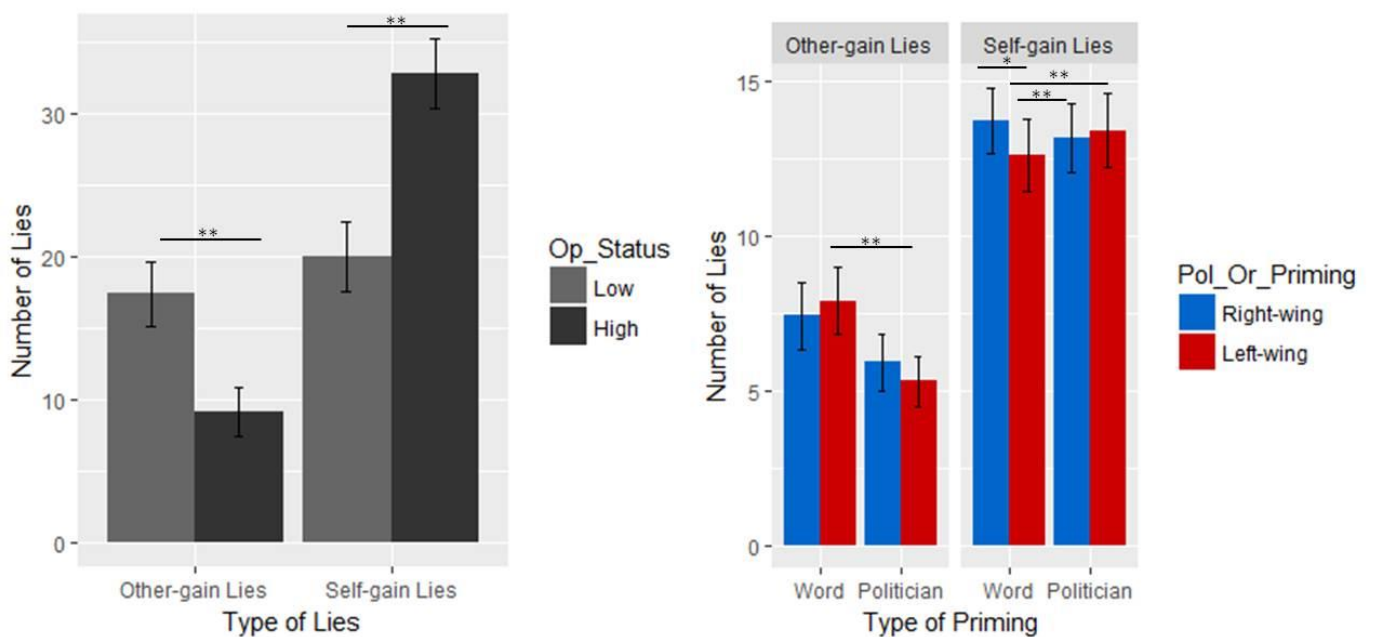 **
30
20
10
0
**
Number of Lies
Other-gain Lies
Self-gain Lies
Type of Lies
Op_Status
Low
High
Other-gain Lies
Self-gain Lies
15
10
5
0
*
**
**
**
Number of Lies
Word
Politician
Word
Politician
Type of Priming
Pol_Or_Priming
Right-wing
Left-wing